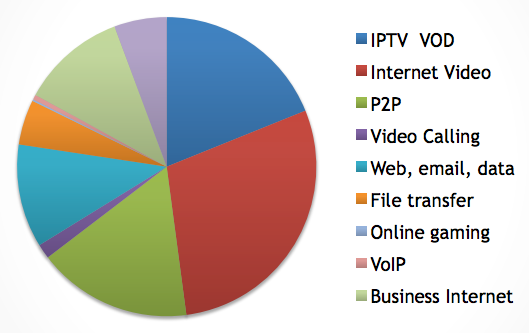 IPTV VOD
Internet Video
P2P
Video Calling
Web, email, data
File transfer
Online gaming
VoIP
Business Internet